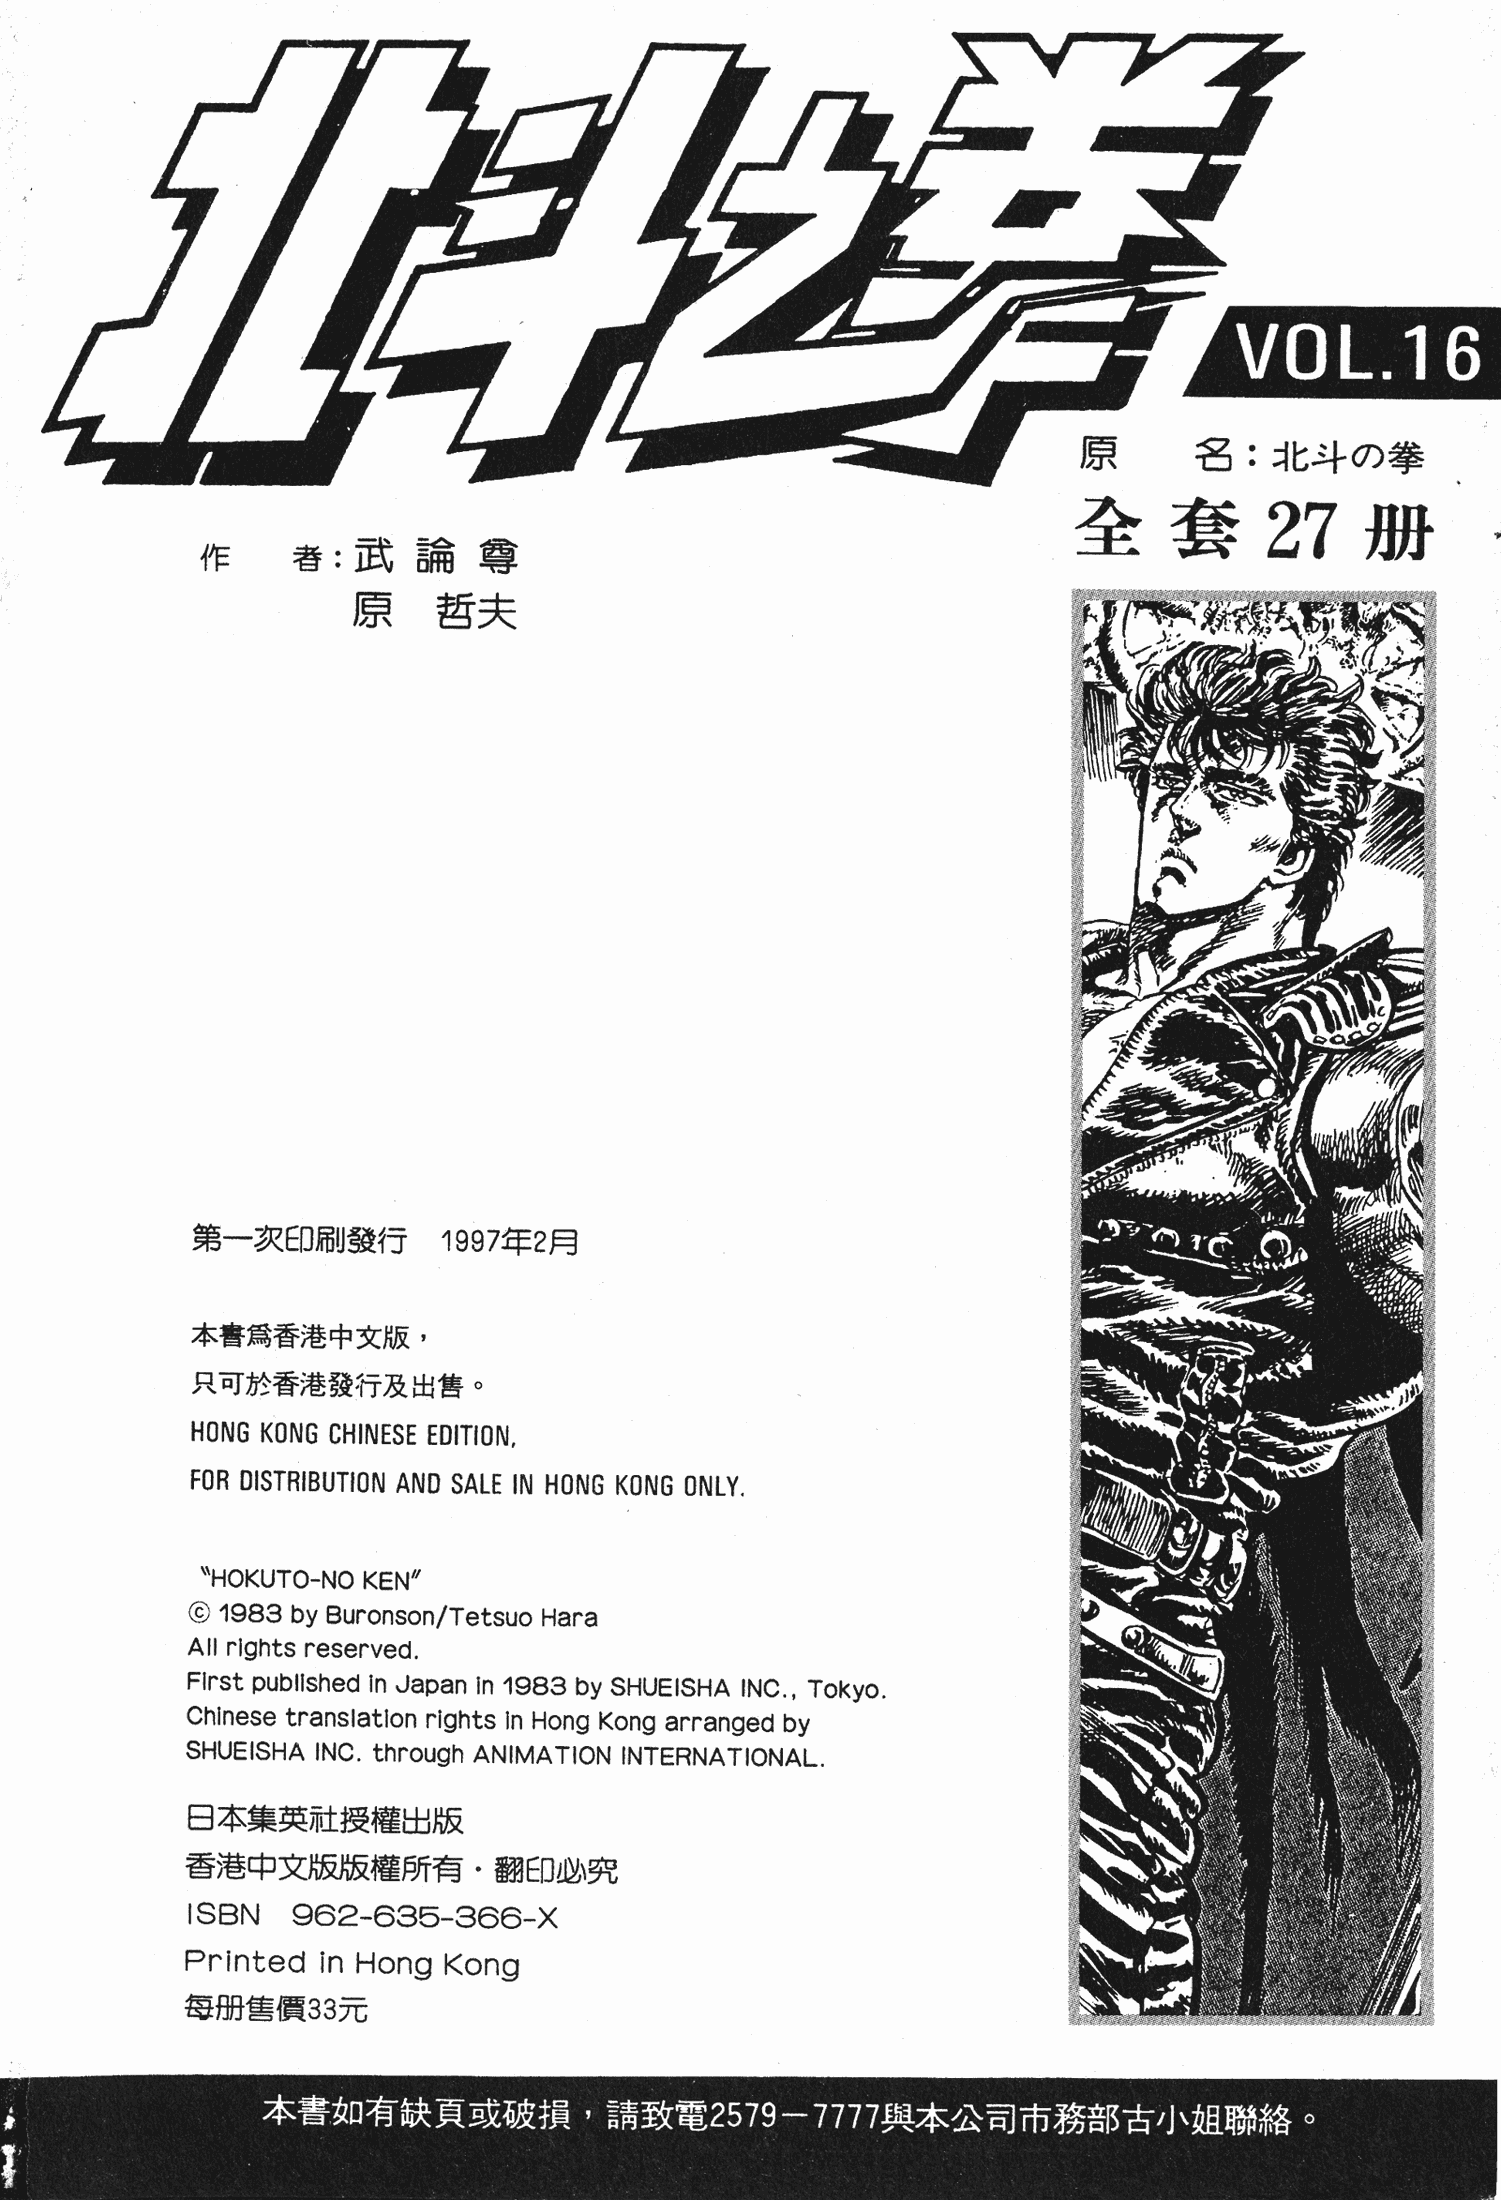 北斗之拳
VOL.16
原　名：北斗の拳
全套27册
作　者：武論尊
原　哲夫
第一次印刷發行　1997年2月
本書爲香港中文版，
只可於香港發行及出售。
HONG KONG CHINESE EDITION,
FOR DISTRIBUTION AND SALE IN HONG KONG ONLY.
〝HOKUTO-NO KEN〞
© 1983 by Buronson/Tetsuo Hara
All rights reserved.
First published in Japan in 1983 by SHUEISHA INC., Tokyo.
Chinese translation rights in Hong Kong arranged by
SHUEISHA INC. through ANIMATION INTERNATIONAL.
日本集英社授權出版
香港中文版版權所有・翻印必究
ISBN　962-635-366-X
Printed in Hong Kong
每册售價33元
本書如有缺頁或破損，請致電2579－7777與本公司市務部古小姐聯絡。